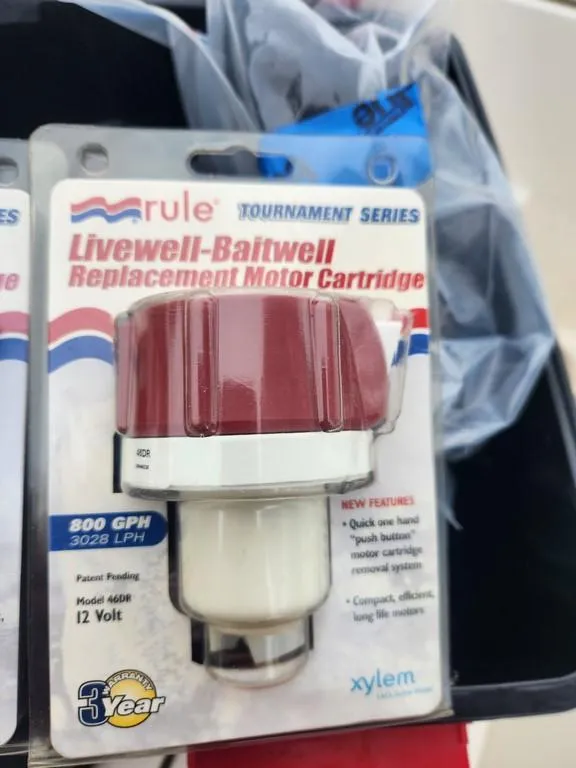 rule® TOURNAMENT SERIES
Livewell-Baitwell
Replacement Motor Cartridge
46DR
800 GPH
3028 LPH
Patent Pending
Model 46DR
12 Volt
NEW FEATURES
• Quick one hand
"push button"
motor cartridge
removal system
• Compact, efficient,
long life motors
3 Year
WARRANTY
xylem
ES
ge